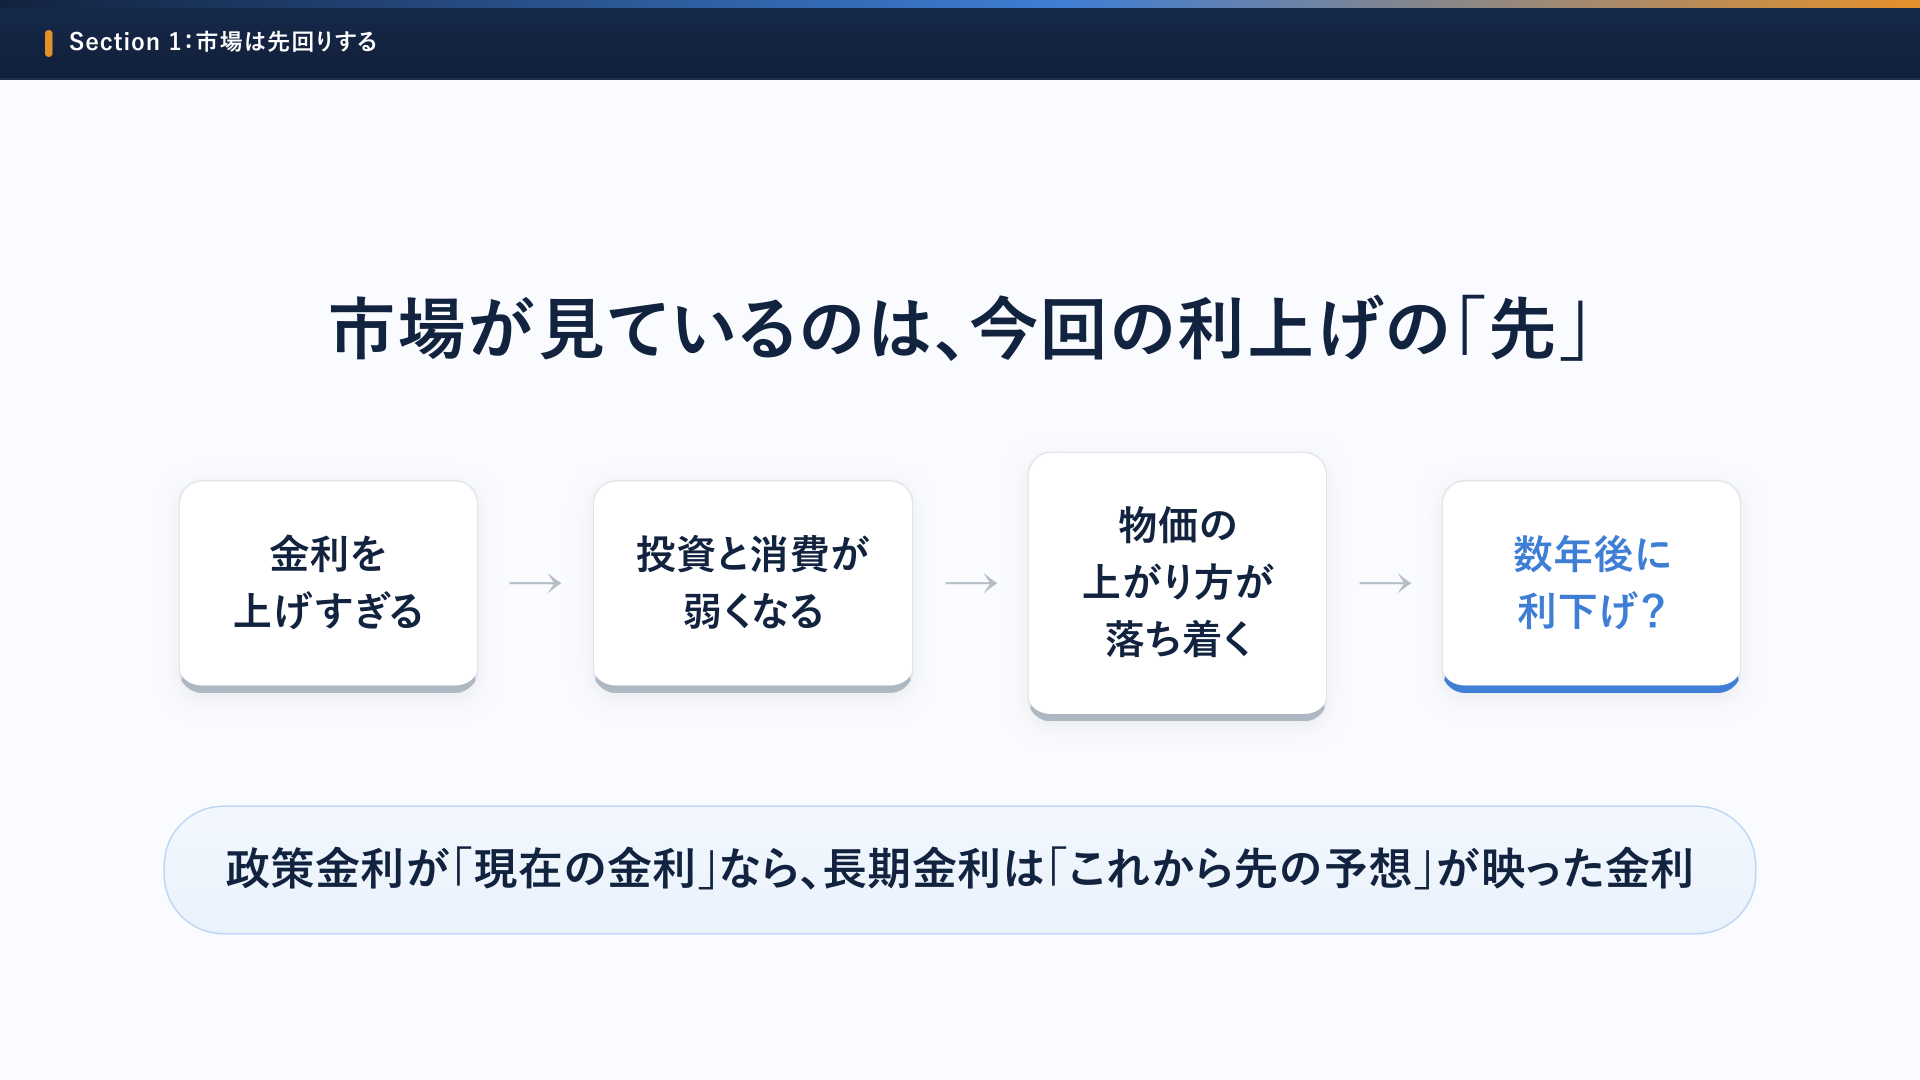 Section 1：市場は先回りする
市場が見ているのは、今回の利上げの「先」
金利を
上げすぎる
→
投資と消費が
弱くなる
→
物価の
上がり方が
落ち着く
→
数年後に
利下げ？
政策金利が「現在の金利」なら、長期金利は「これから先の予想」が映った金利